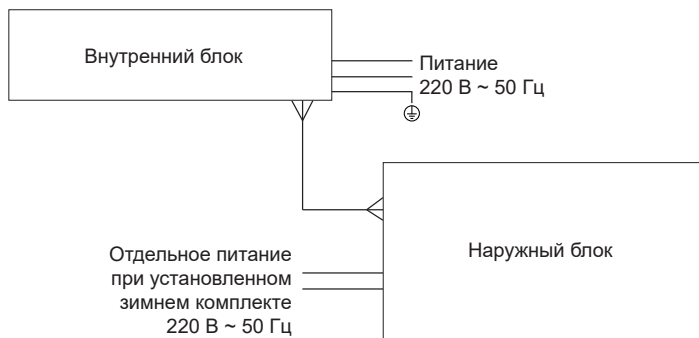 Внутренний блок
Питание
220 В ~ 50 Гц
Наружный блок
Отдельное питание
при установленном
зимнем комплекте
220 В ~ 50 Гц